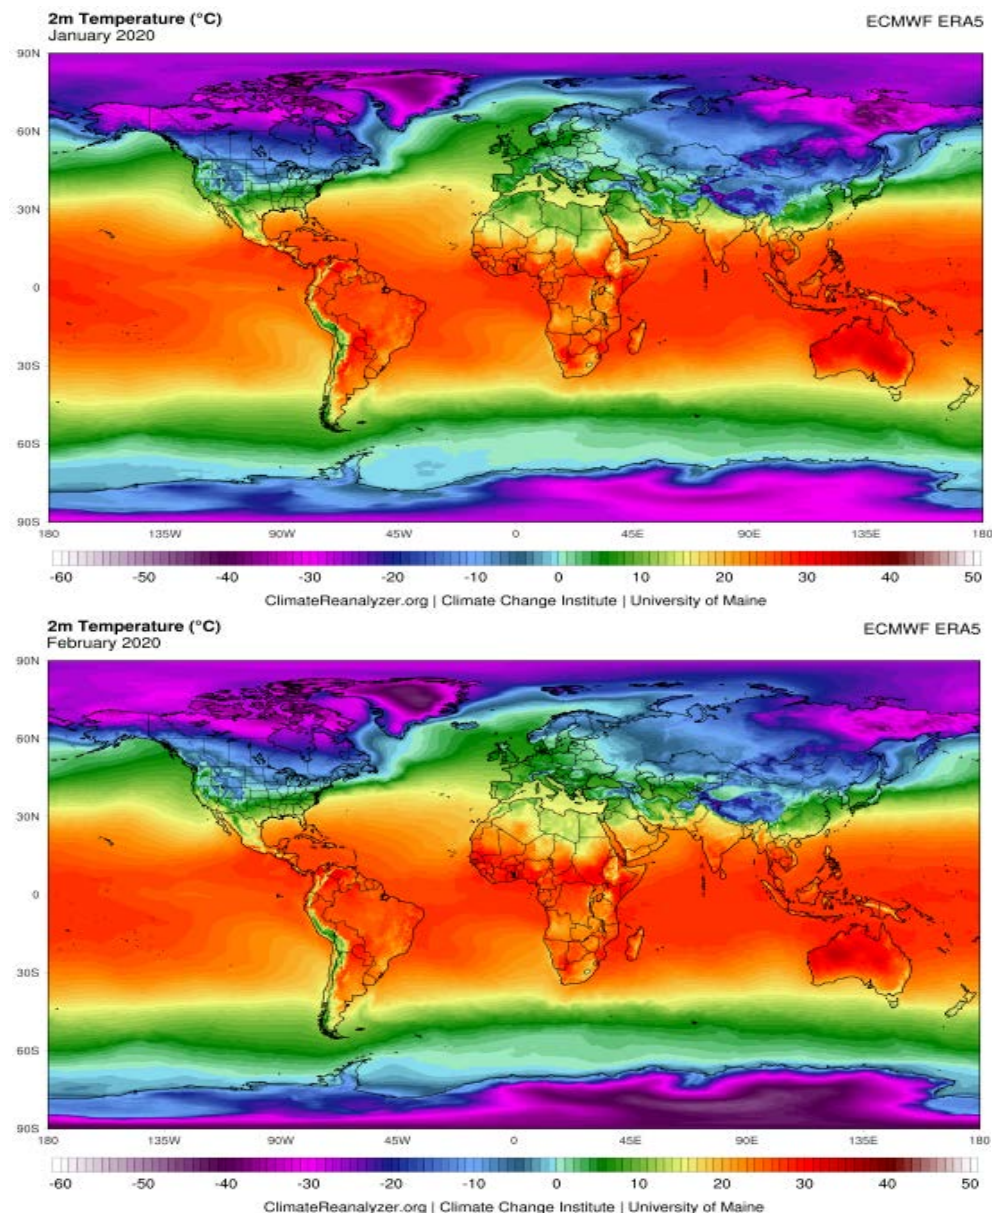 2m Temperature (°C)
January 2020
ECMWF ERA5
90N
60N
30N
0
30S
60S
90S
180 135W 90W 45W 0 45E 90E 135E 180
-60 -50 -40 -30 -20 -10 0 10 20 30 40 50
ClimateReanalyzer.org | Climate Change Institute | University of Maine
2m Temperature (°C)
February 2020
ECMWF ERA5
90N
60N
30N
0
30S
60S
90S
180 135W 90W 45W 0 45E 90E 135E 180
-60 -50 -40 -30 -20 -10 0 10 20 30 40 50
ClimateReanalyzer.org | Climate Change Institute | University of Maine